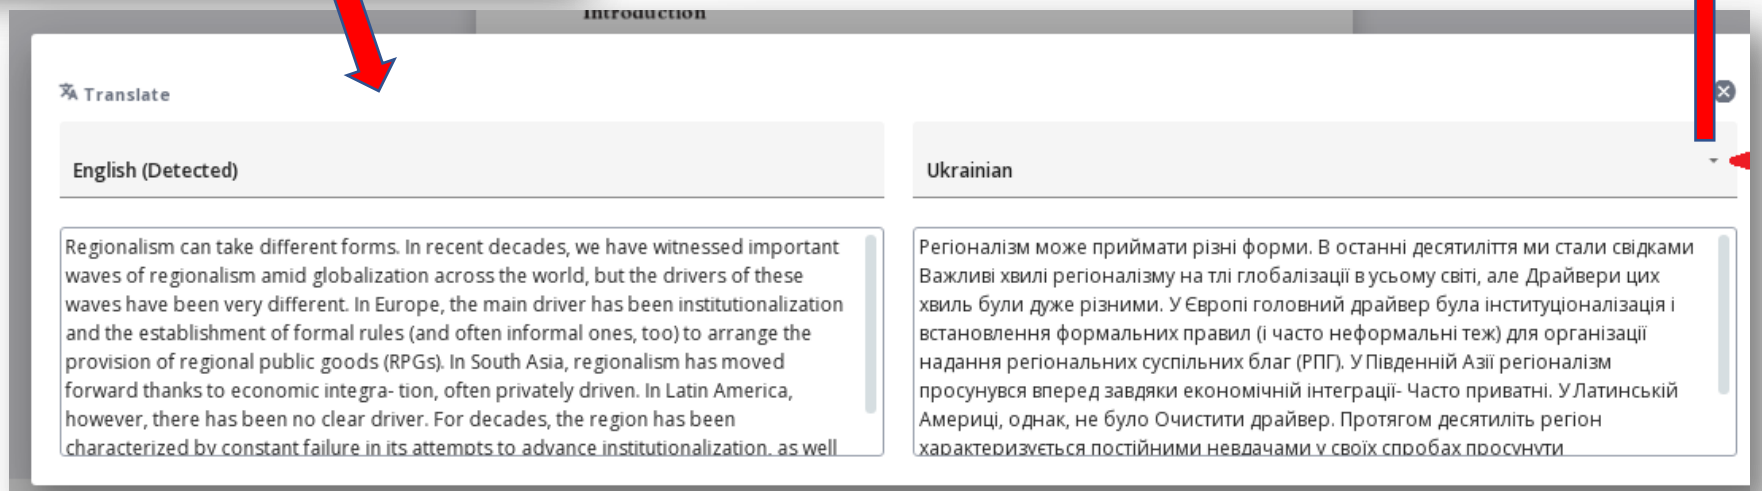 Introduction
Translate
English (Detected)
Ukrainian
Regionalism can take different forms. In recent decades, we have witnessed important
waves of regionalism amid globalization across the world, but the drivers of these
waves have been very different. In Europe, the main driver has been institutionalization
and the establishment of formal rules (and often informal ones, too) to arrange the
provision of regional public goods (RPGs). In South Asia, regionalism has moved
forward thanks to economic integra- tion, often privately driven. In Latin America,
however, there has been no clear driver. For decades, the region has been
characterized by constant failure in its attempts to advance institutionalization, as well
Регіоналізм може приймати різні форми. В останні десятиліття ми стали свідками
Важливі хвилі регіоналізму на тлі глобалізації в усьому світі, але Драйвери цих
хвиль були дуже різними. У Європі головний драйвер була інституціоналізація і
встановлення формальних правил (і часто неформальні теж) для організації
надання регіональних суспільних благ (РПГ). У Південній Азії регіоналізм
просунувся вперед завдяки економічній інтеграції- Часто приватні. У Латинській
Америці, однак, не було Очистити драйвер. Протягом десятиліть регіон
характеризується постійними невдачами у своїх спробах просунути